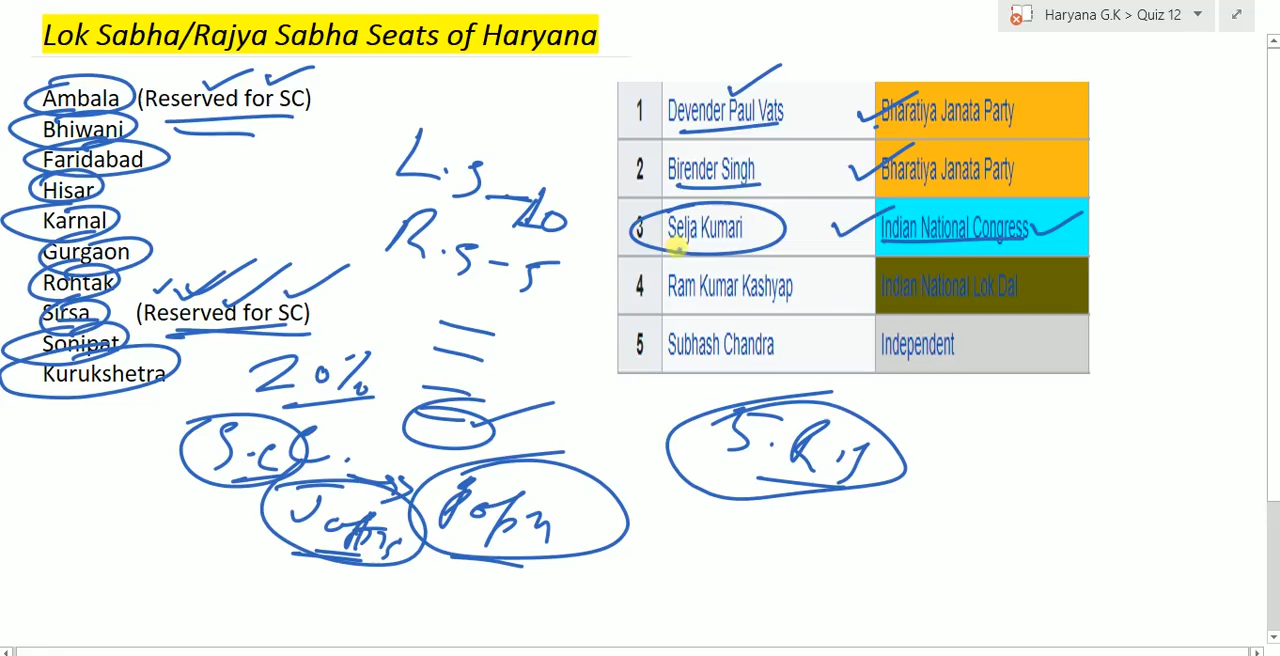 Haryana G.K > Quiz 12
Lok Sabha/Rajya Sabha Seats of Haryana
Ambala (Reserved for SC)
Bhiwani
Faridabad
Hisar
Karnal
Gurgaon
Rohtak
Sirsa (Reserved for SC)
Sonipat
Kurukshetra
L.S - 10
R.S - 5
20%
S.C
Popn
1 Devender Paul Vats Bharatiya Janata Party
2 Birender Singh Bharatiya Janata Party
3 Selja Kumari Indian National Congress
4 Ram Kumar Kashyap Indian National Lok Dal
5 Subhash Chandra Independent